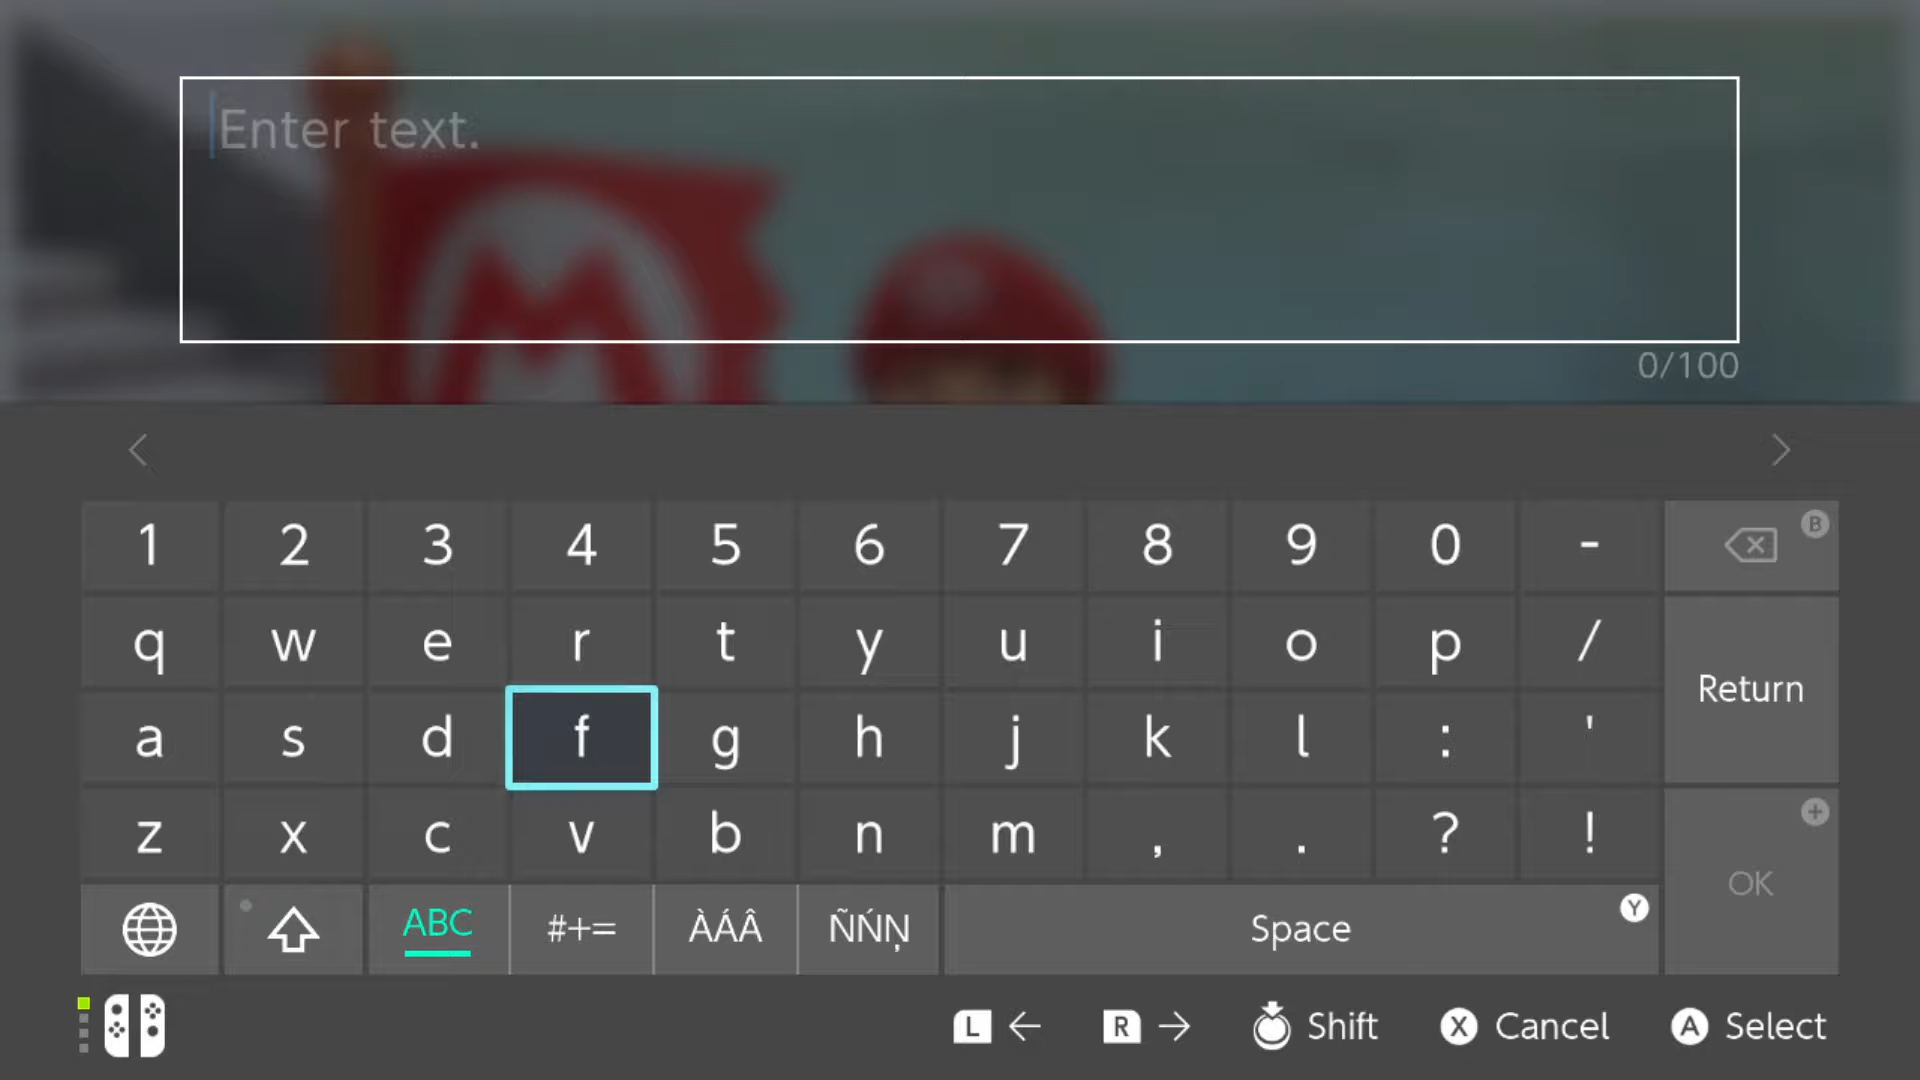 Enter text.
M
0/100
1 2 3 4 5 6 7 8 9 0 - B
q w e r t y u i o p /
Return
a s d f g h j k l : '
z x c v b n m , . ? ! +
OK
ABC #+= ÀÁÂ ÑŃŅ Space Y
L ← R → Shift X Cancel A Select